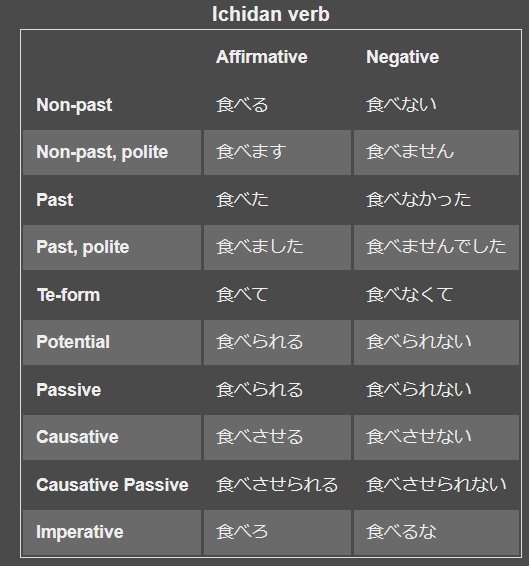 Ichidan verb
Affirmative Negative
Non-past 食べる 食べない
Non-past, polite 食べます 食べません
Past 食べた 食べなかった
Past, polite 食べました 食べませんでした
Te-form 食べて 食べなくて
Potential 食べられる 食べられない
Passive 食べられる 食べられない
Causative 食べさせる 食べさせない
Causative Passive 食べさせられる 食べさせられない
Imperative 食べろ 食べるな